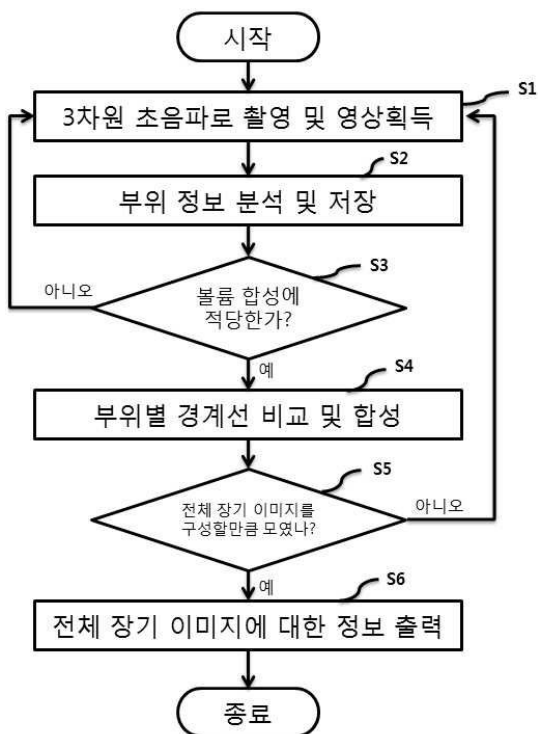 시작
S1
3차원 초음파로 촬영 및 영상획득
S2
부위 정보 분석 및 저장
S3
아니오
볼륨 합성에
적당한가?
예
S4
부위별 경계선 비교 및 합성
S5
전체 장기 이미지를
구성할만큼 모였나?
아니오
예
S6
전체 장기 이미지에 대한 정보 출력
종료